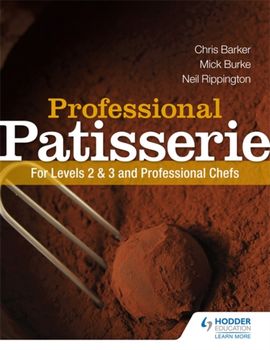 Chris Barker
Mick Burke
Neil Rippington
Professional
Patisserie
For Levels 2 & 3 and Professional Chefs
HODDER
EDUCATION
LEARN MORE